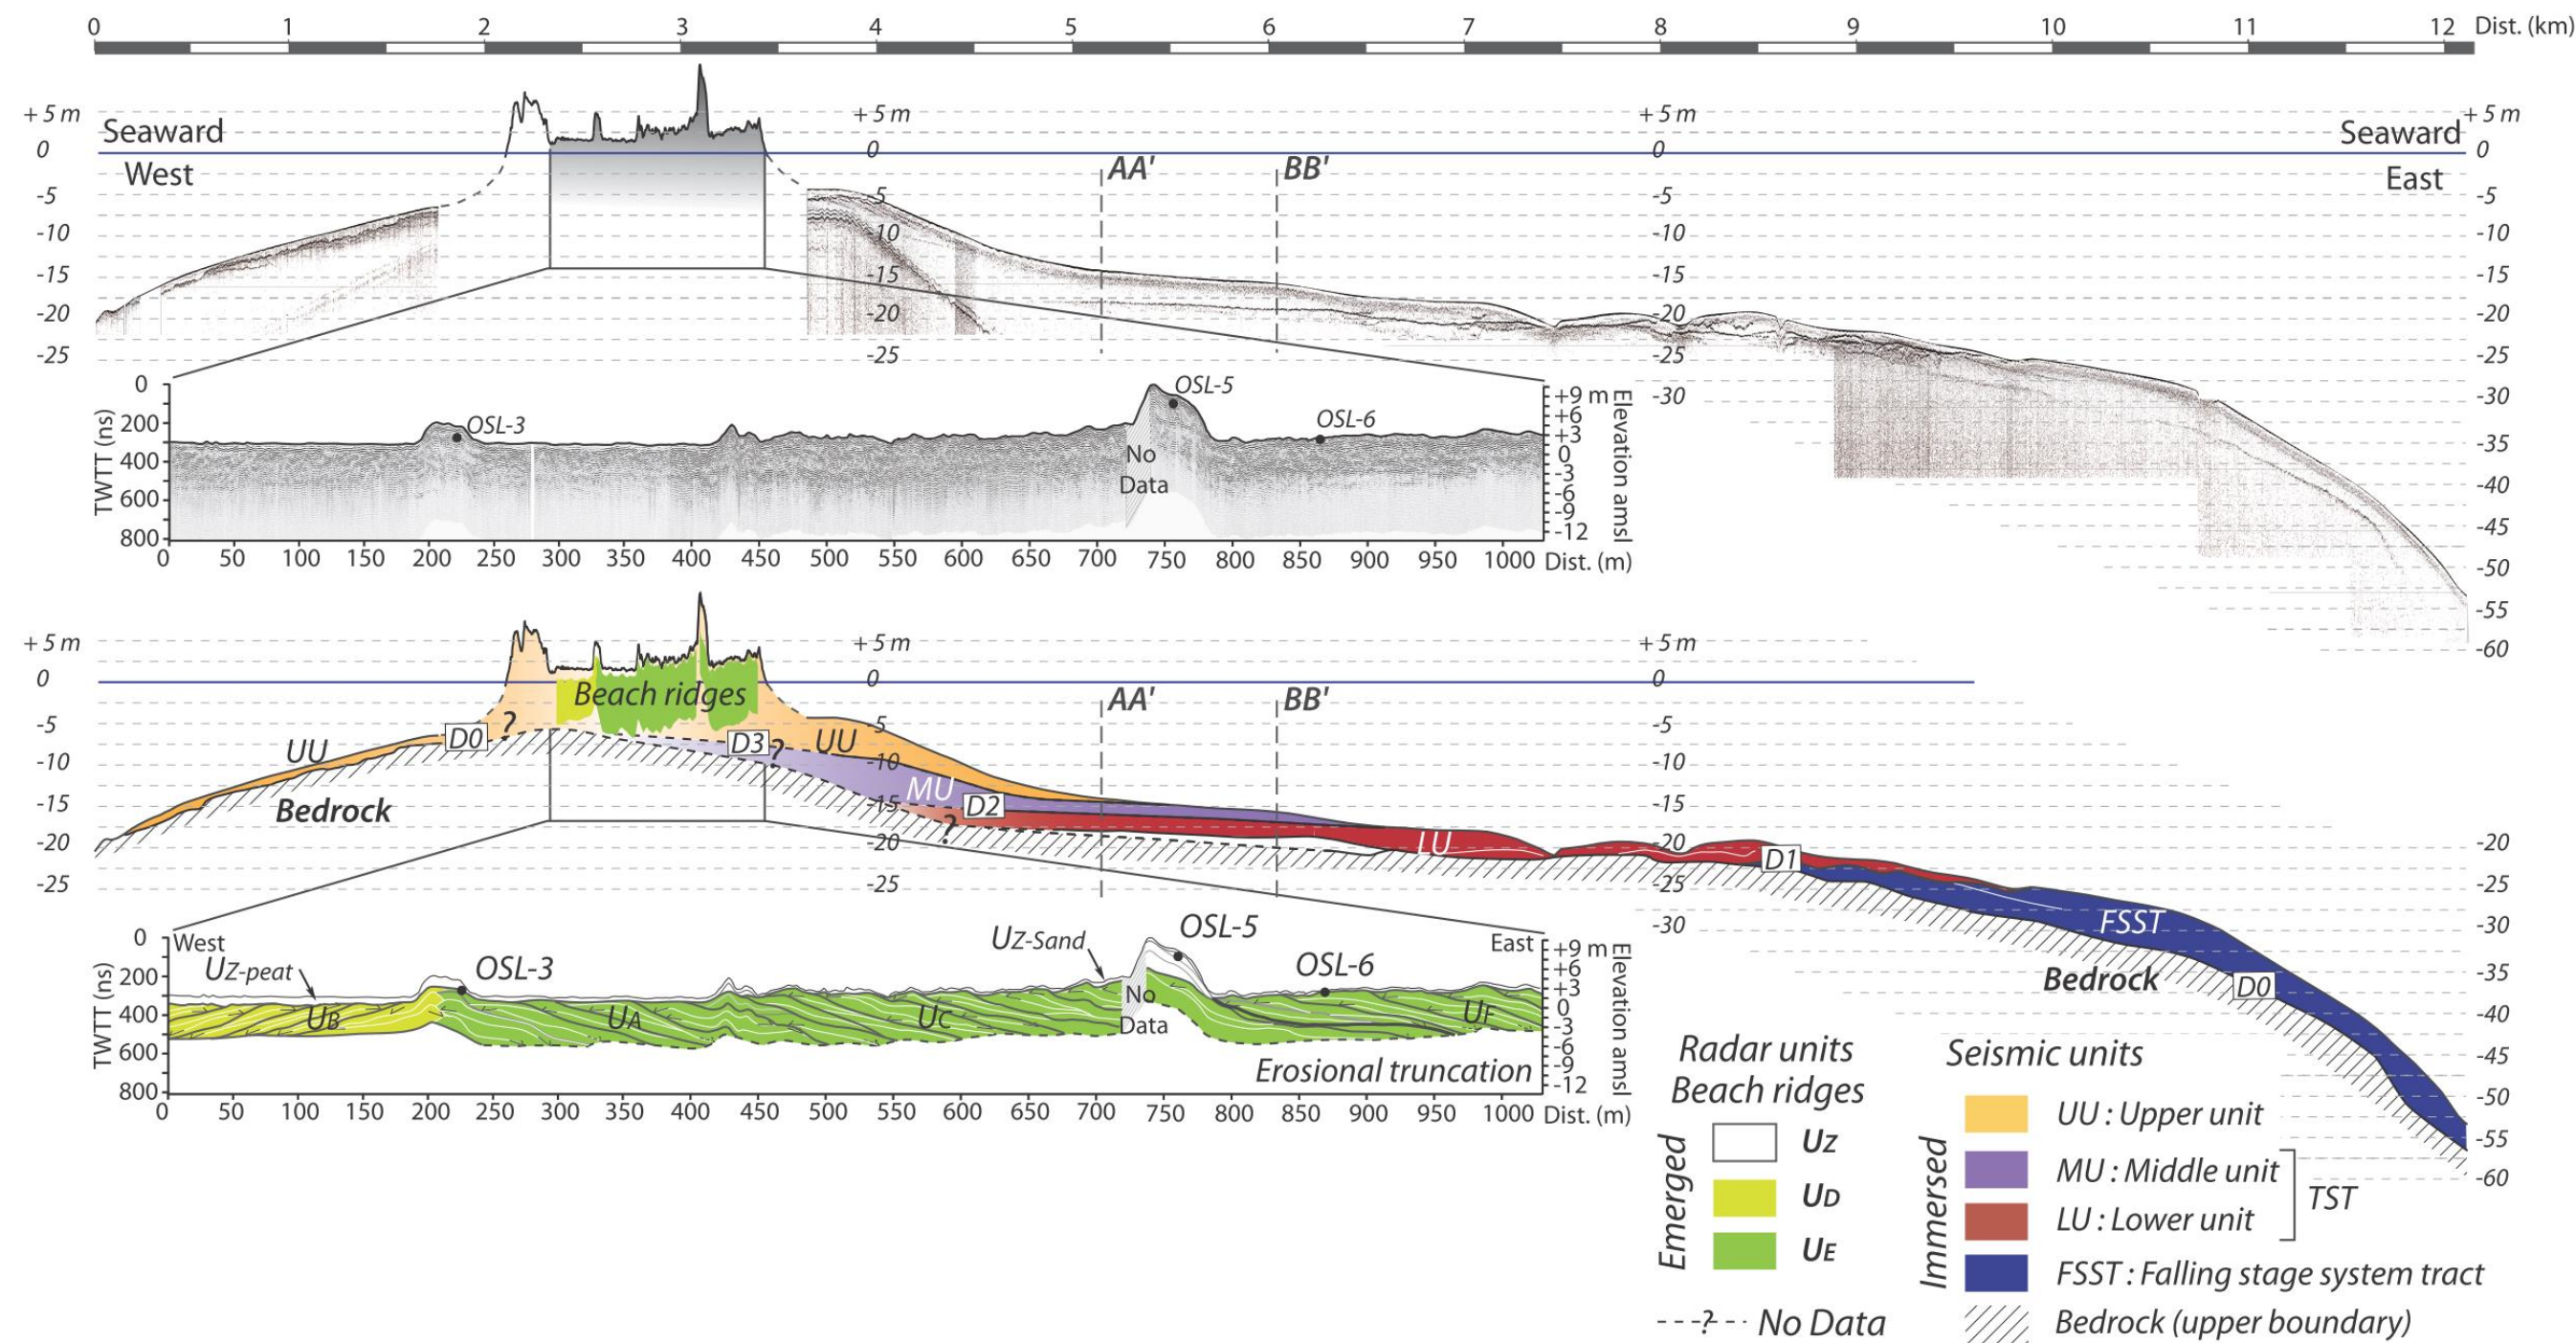 0 1 2 3 4 5 6 7 8 9 10 11 12 Dist. (km)
+ 5 m +5 m +5 m + 5 m
Seaward Seaward
0 0 0 0
West AA' BB' East
-5 -5 -5 -5
-10 -10 -10 -10
-15 -15 -15 -15
-20 -20 -20 -20
-25 -25 -25 -25
-30 -30
-35
-40
-45
-50
-55
-60
TWTT (ns)
0
200
400
600
800
OSL-3
OSL-5
OSL-6
No
Data
+9 m
+6
+3
0
-3
-6
-9
-12
Elevation amsl
0 50 100 150 200 250 300 350 400 450 500 550 600 650 700 750 800 850 900 950 1000 Dist. (m)
+ 5 m +5 m +5 m
0 Beach ridges 0 0
AA' BB'
-5 ? -5 -5
UU D0 D3 ? UU
-10 -10 -10
MU
-15 Bedrock -15 D2 -15
?
-20 -20 LU -20 -20
D1
-25 -25 -25 -25
-30 FSST -30
Bedrock D0 -35
-40
-45
-50
-55
-60
TWTT (ns)
0
200
400
600
800
West
East
UZ-peat
OSL-3
UZ-Sand
OSL-5
OSL-6
UB
UA
UC
No
Data
UF
Erosional truncation
+9 m
+6
+3
0
-3
-6
-9
-12
Elevation amsl
0 50 100 150 200 250 300 350 400 450 500 550 600 650 700 750 800 850 900 950 1000 Dist. (m)
Radar units
Beach ridges
Emerged
UZ
UD
UE
? No Data
Seismic units
Immersed
UU : Upper unit
MU : Middle unit
LU : Lower unit
TST
FSST : Falling stage system tract
Bedrock (upper boundary)